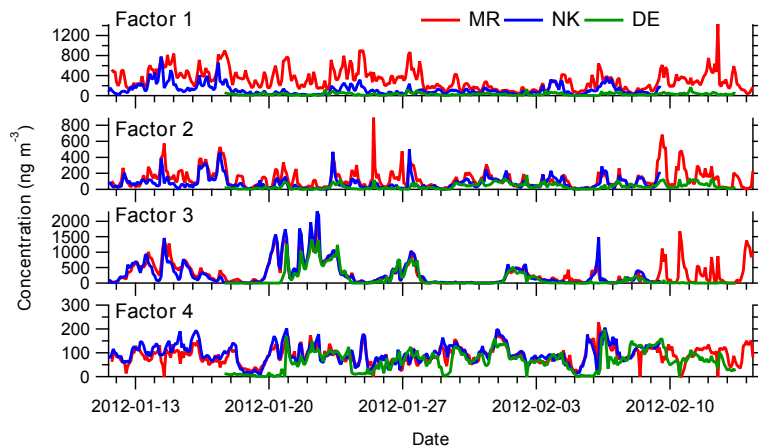 Factor 1
MR NK DE
1200
800
400
0
Factor 2
800
600
400
200
0
Factor 3
2000
1500
1000
500
0
Factor 4
300
200
100
0
Concentration (ng m-3)
2012-01-13 2012-01-20 2012-01-27 2012-02-03 2012-02-10
Date